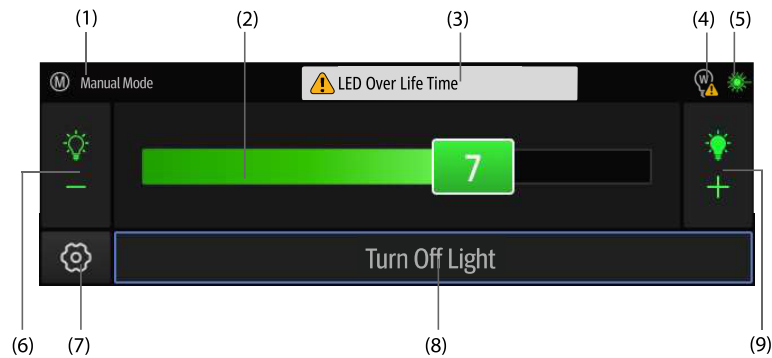 (1) (2) (3) (4) (5)
M Manual Mode LED Over Life Time W
7
Turn Off Light
(6) (7) (8) (9)